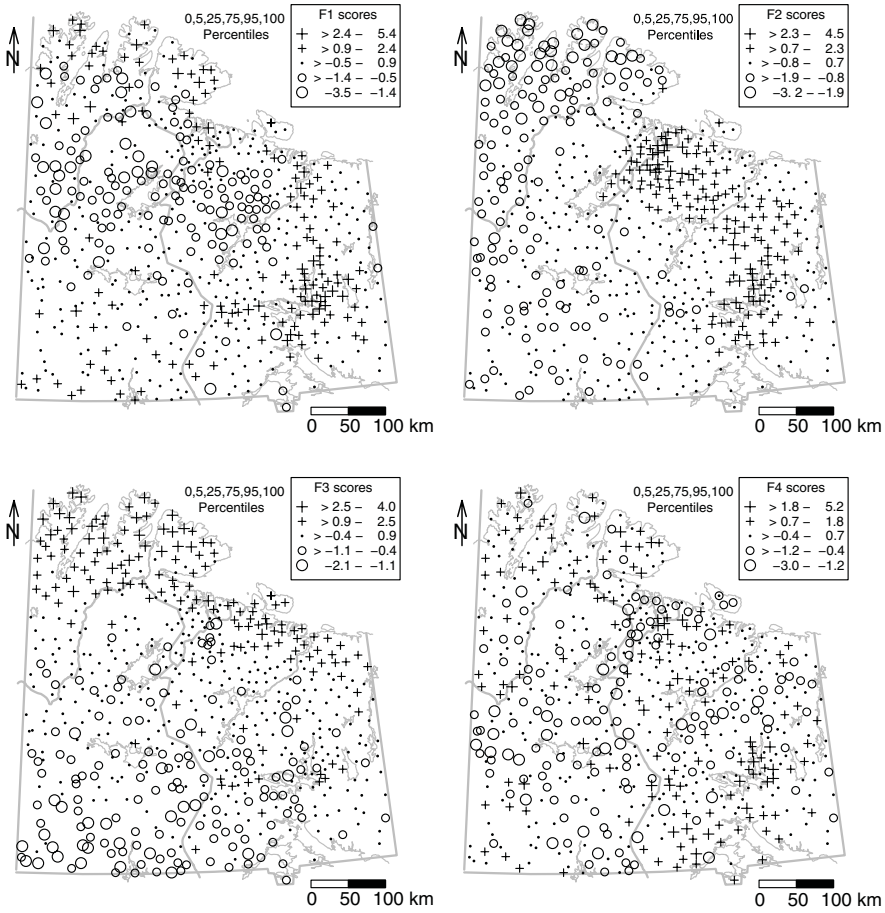 0,5,25,75,95,100
Percentiles
F1 scores
> 2.4 – 5.4
> 0.9 – 2.4
> −0.5 – 0.9
> −1.4 – −0.5
−3.5 – −1.4
N
0 50 100 km
0,5,25,75,95,100
Percentiles
F2 scores
> 2.3 – 4.5
> 0.7 – 2.3
> −0.8 – 0.7
> −1.9 – −0.8
−3. 2 – −1.9
N
0 50 100 km
0,5,25,75,95,100
Percentiles
F3 scores
> 2.5 – 4.0
> 0.9 – 2.5
> −0.4 – 0.9
> −1.1 – −0.4
−2.1 – −1.1
N
0 50 100 km
0,5,25,75,95,100
Percentiles
F4 scores
> 1.8 – 5.2
> 0.7 – 1.8
> −0.4 – 0.7
> −1.2 – −0.4
−3.0 – −1.2
N
0 50 100 km